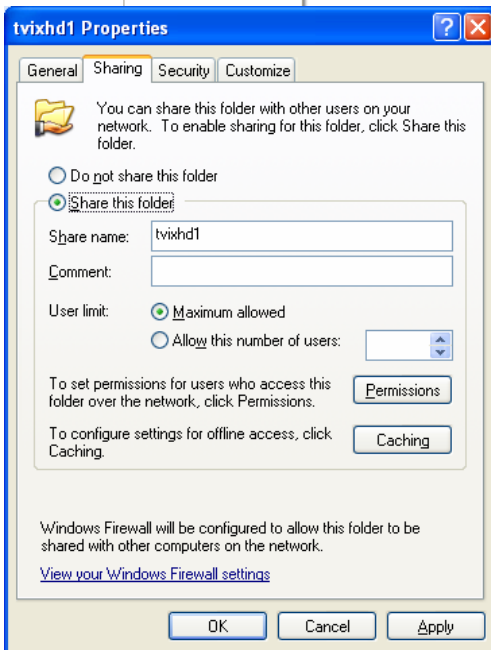 tvixhd1 Properties
General Sharing Security Customize
You can share this folder with other users on your
network. To enable sharing for this folder, click Share this
folder.
Do not share this folder
Share this folder
Share name: tvixhd1
Comment:
User limit: Maximum allowed
Allow this number of users:
To set permissions for users who access this
folder over the network, click Permissions.
Permissions
To configure settings for offline access, click
Caching.
Caching
Windows Firewall will be configured to allow this folder to be
shared with other computers on the network.
View your Windows Firewall settings
OK Cancel Apply